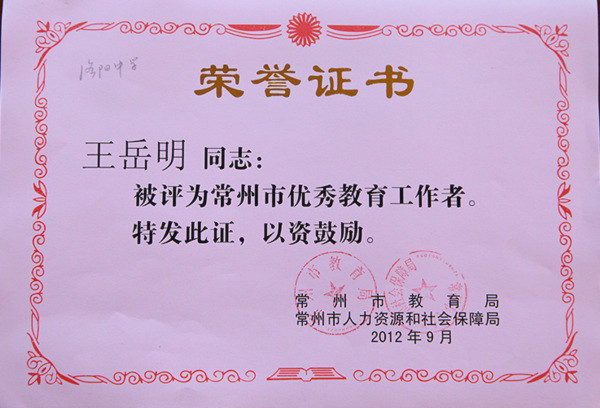 洛阳中学
荣誉证书
王岳明 同志：
被评为常州市优秀教育工作者。
特发此证，以资鼓励。
常州市教育局
常州市人力资源和社会保障局
2012年9月